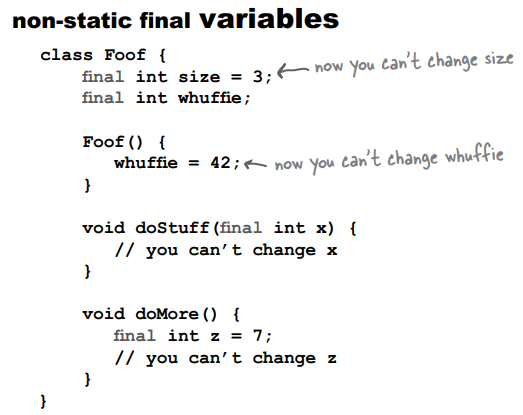 non-static final variables
class Foof {
final int size = 3; now you can't change size
final int whuffie;
Foof() {
whuffie = 42; now you can't change whuffie
}
void doStuff(final int x) {
// you can't change x
}
void doMore() {
final int z = 7;
// you can't change z
}
}